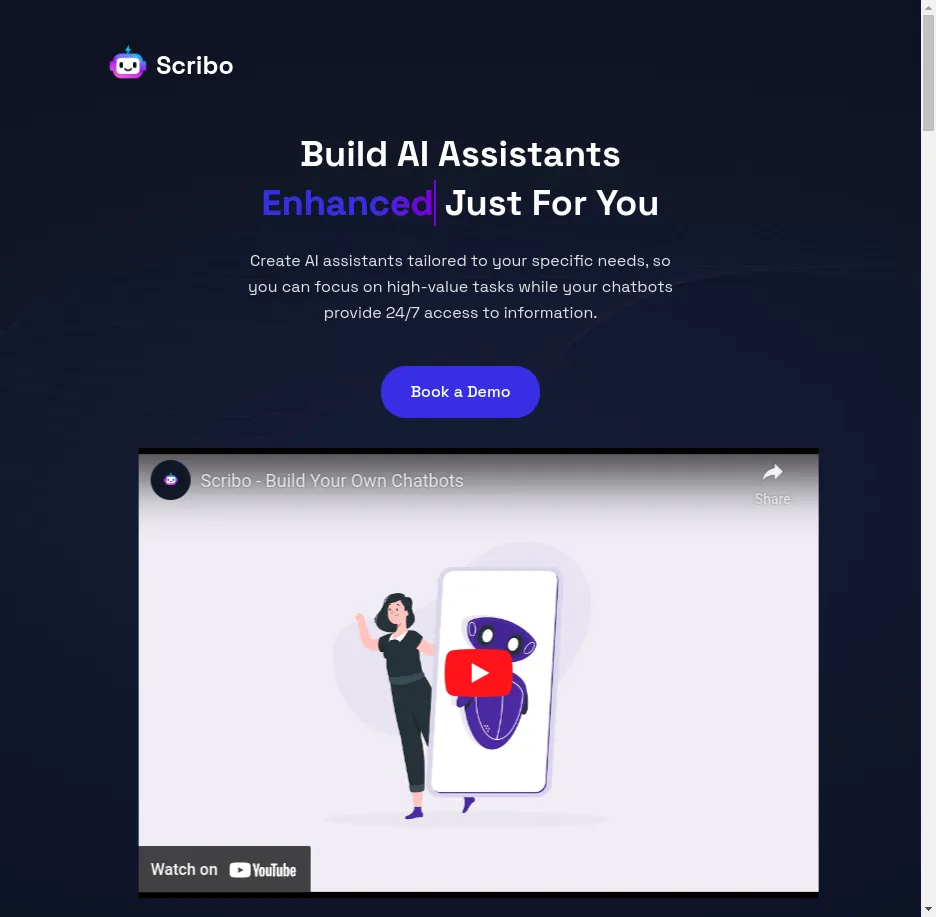 Scribo
Build AI Assistants
Enhanced Just For You
Create AI assistants tailored to your specific needs, so
you can focus on high-value tasks while your chatbots
provide 24/7 access to information.
Book a Demo
Scribo - Build Your Own Chatbots
Share
Watch on YouTube